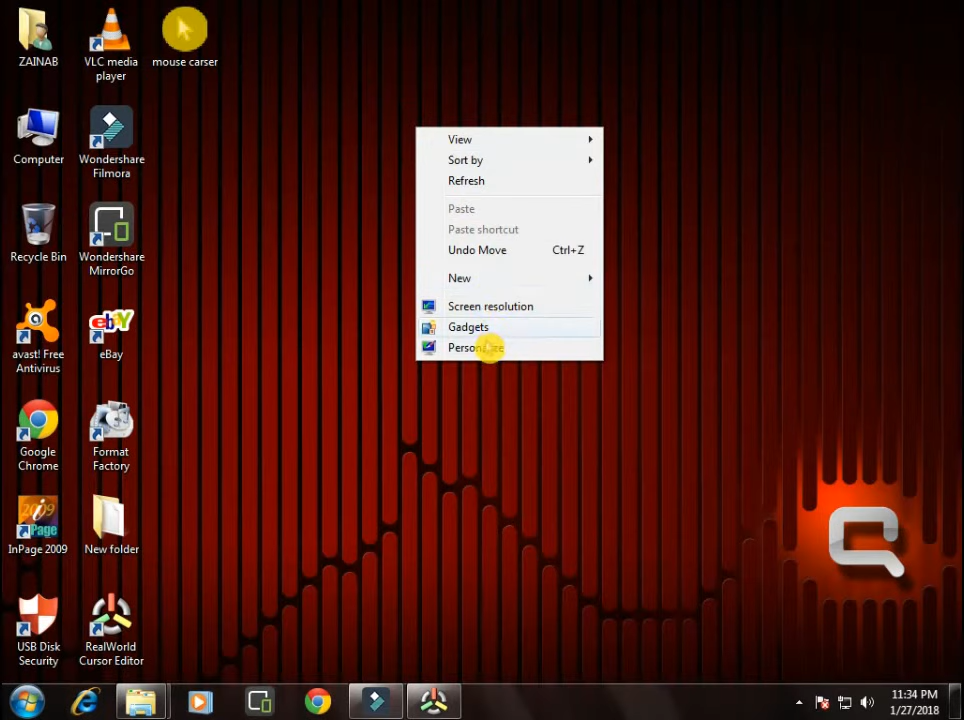 ZAINAB
VLC media
player
mouse carser
Computer
Wondershare
Filmora
Recycle Bin
Wondershare
MirrorGo
avast! Free
Antivirus
eBay
Google
Chrome
Format
Factory
InPage 2009
New folder
USB Disk
Security
RealWorld
Cursor Editor
View
Sort by
Refresh
Paste
Paste shortcut
Undo Move Ctrl+Z
New
Screen resolution
Gadgets
Personalize
11:34 PM
1/27/2018